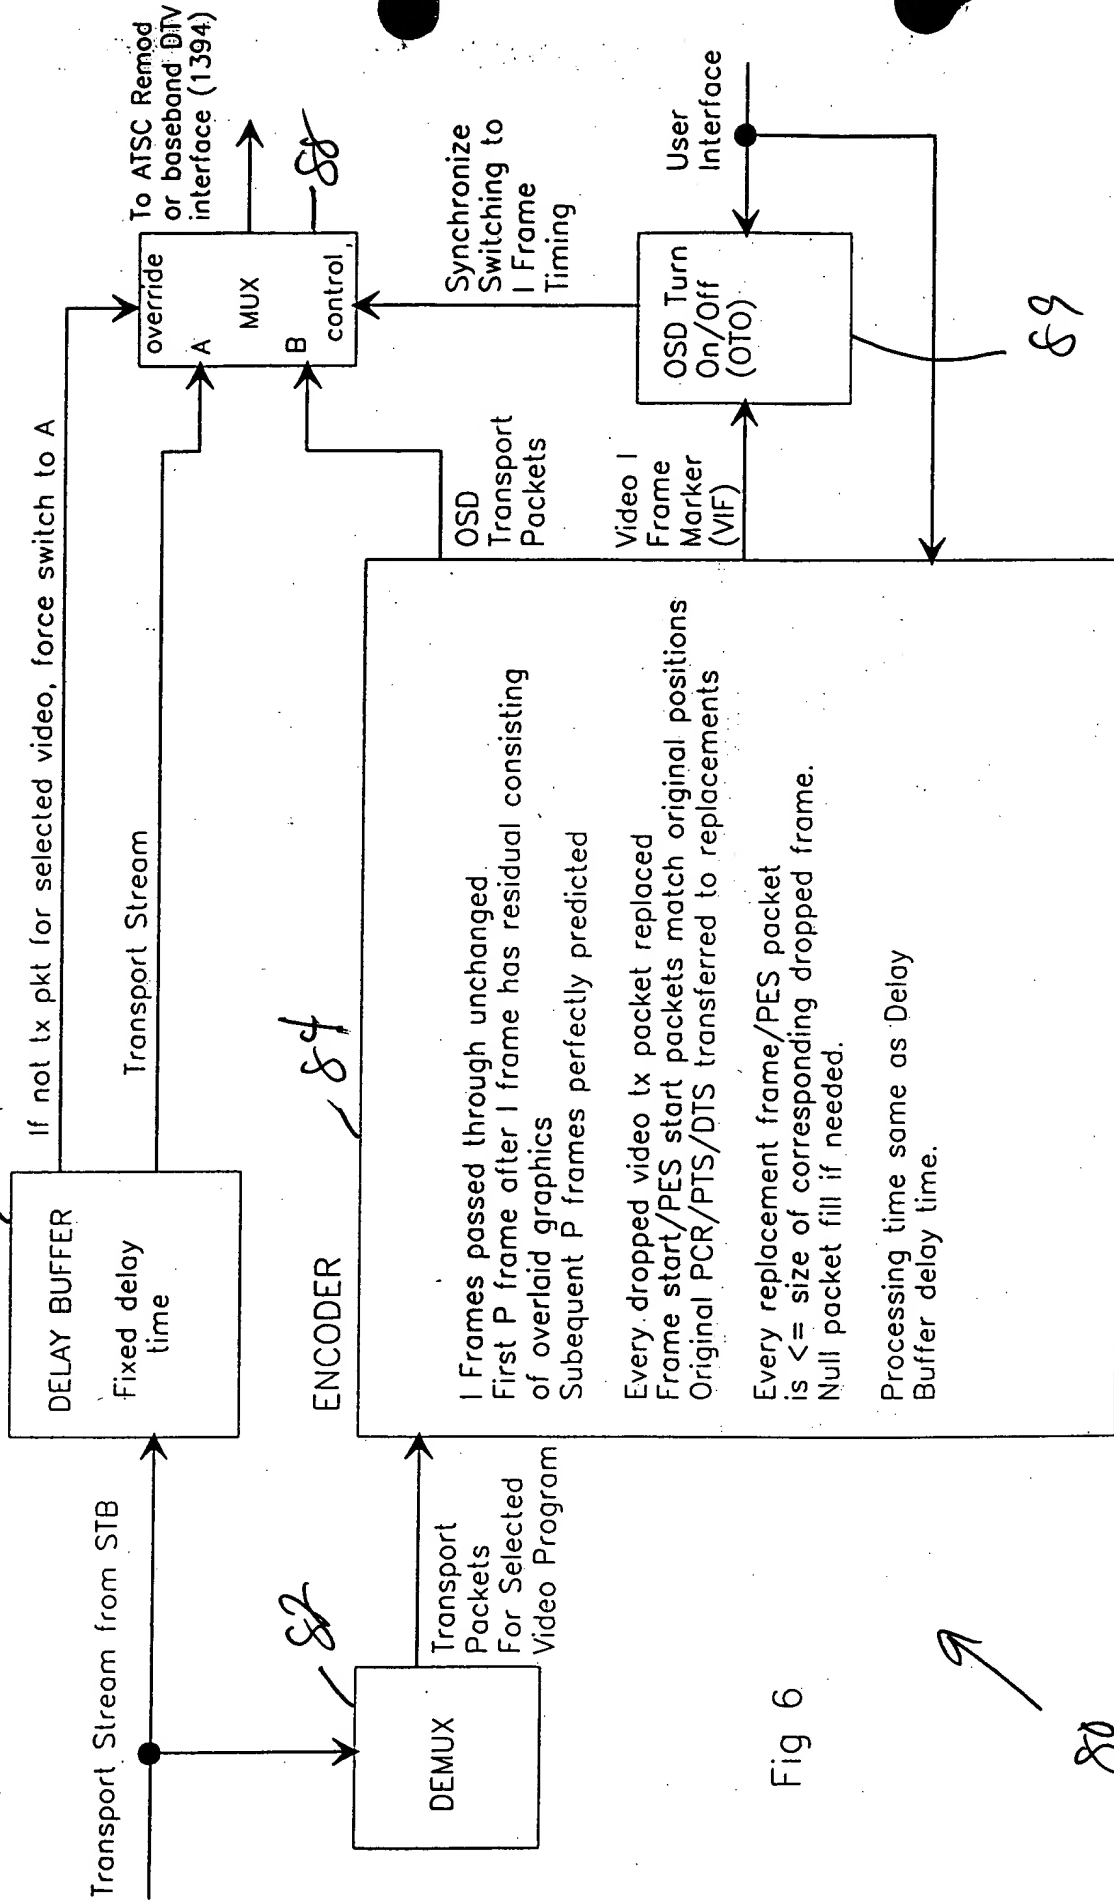 Transport Stream from STB
DELAY BUFFER
Fixed delay
time
If not tx pkt for selected video, force switch to A
Transport Stream
override
A
MUX
B
control
To ATSC Remod
or baseband DTV
interface (1394)
88
82
DEMUX
Transport
Packets
For Selected
Video Program
ENCODER
84
I Frames passed through unchanged
First P frame after I frame has residual consisting
of overlaid graphics
Subsequent P frames perfectly predicted
Every dropped video tx packet replaced
Frame start/PES start packets match original positions
Original PCR/PTS/DTS transferred to replacements
Every replacement frame/PES packet
is <= size of corresponding dropped frame.
Null packet fill if needed.
Processing time same as Delay
Buffer delay time.
OSD
Transport
Packets
Video I
Frame
Marker
(VIF)
Synchronize
Switching to
I Frame
Timing
OSD Turn
On/Off
(OTO)
User
Interface
89
Fig 6
80